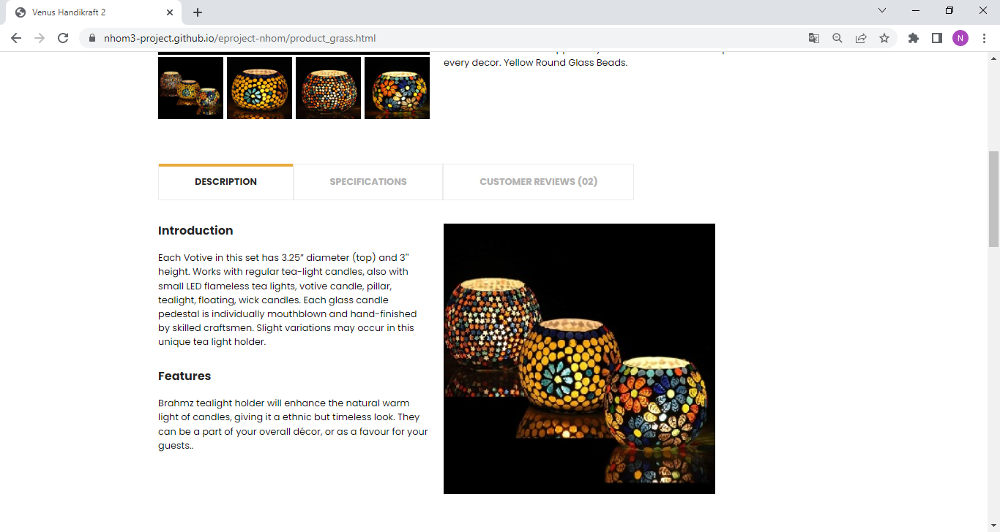 Venus Handikraft 2
nhom3-project.github.io/eproject-nhom/product_grass.html
N
every decor. Yellow Round Glass Beads.
DESCRIPTION
SPECIFICATIONS
CUSTOMER REVIEWS (02)
Introduction
Each Votive in this set has 3.25” diameter (top) and 3"
height. Works with regular tea-light candles, also with
small LED flameless tea lights, votive candle, pillar,
tealight, floating, wick candles. Each glass candle
pedestal is individually mouthblown and hand-finished
by skilled craftsmen. Slight variations may occur in this
unique tea light holder.
Features
Brahmz tealight holder will enhance the natural warm
light of candles, giving it a ethnic but timeless look. They
can be a part of your overall décor, or as a favour for your
guests..